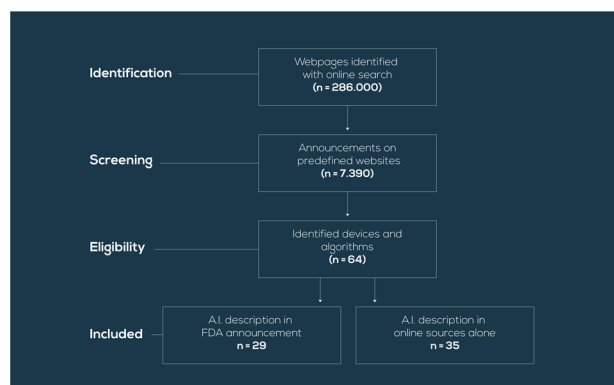 Identification
Webpages identified
with online search
(n = 286.000)
Screening
Announcements on
predefined websites
(n = 7.390)
Eligibility
Identified devices and
algorithms
(n = 64)
Included
A.I. description in
FDA announcement
n = 29
A.I. description in
online sources alone
n = 35